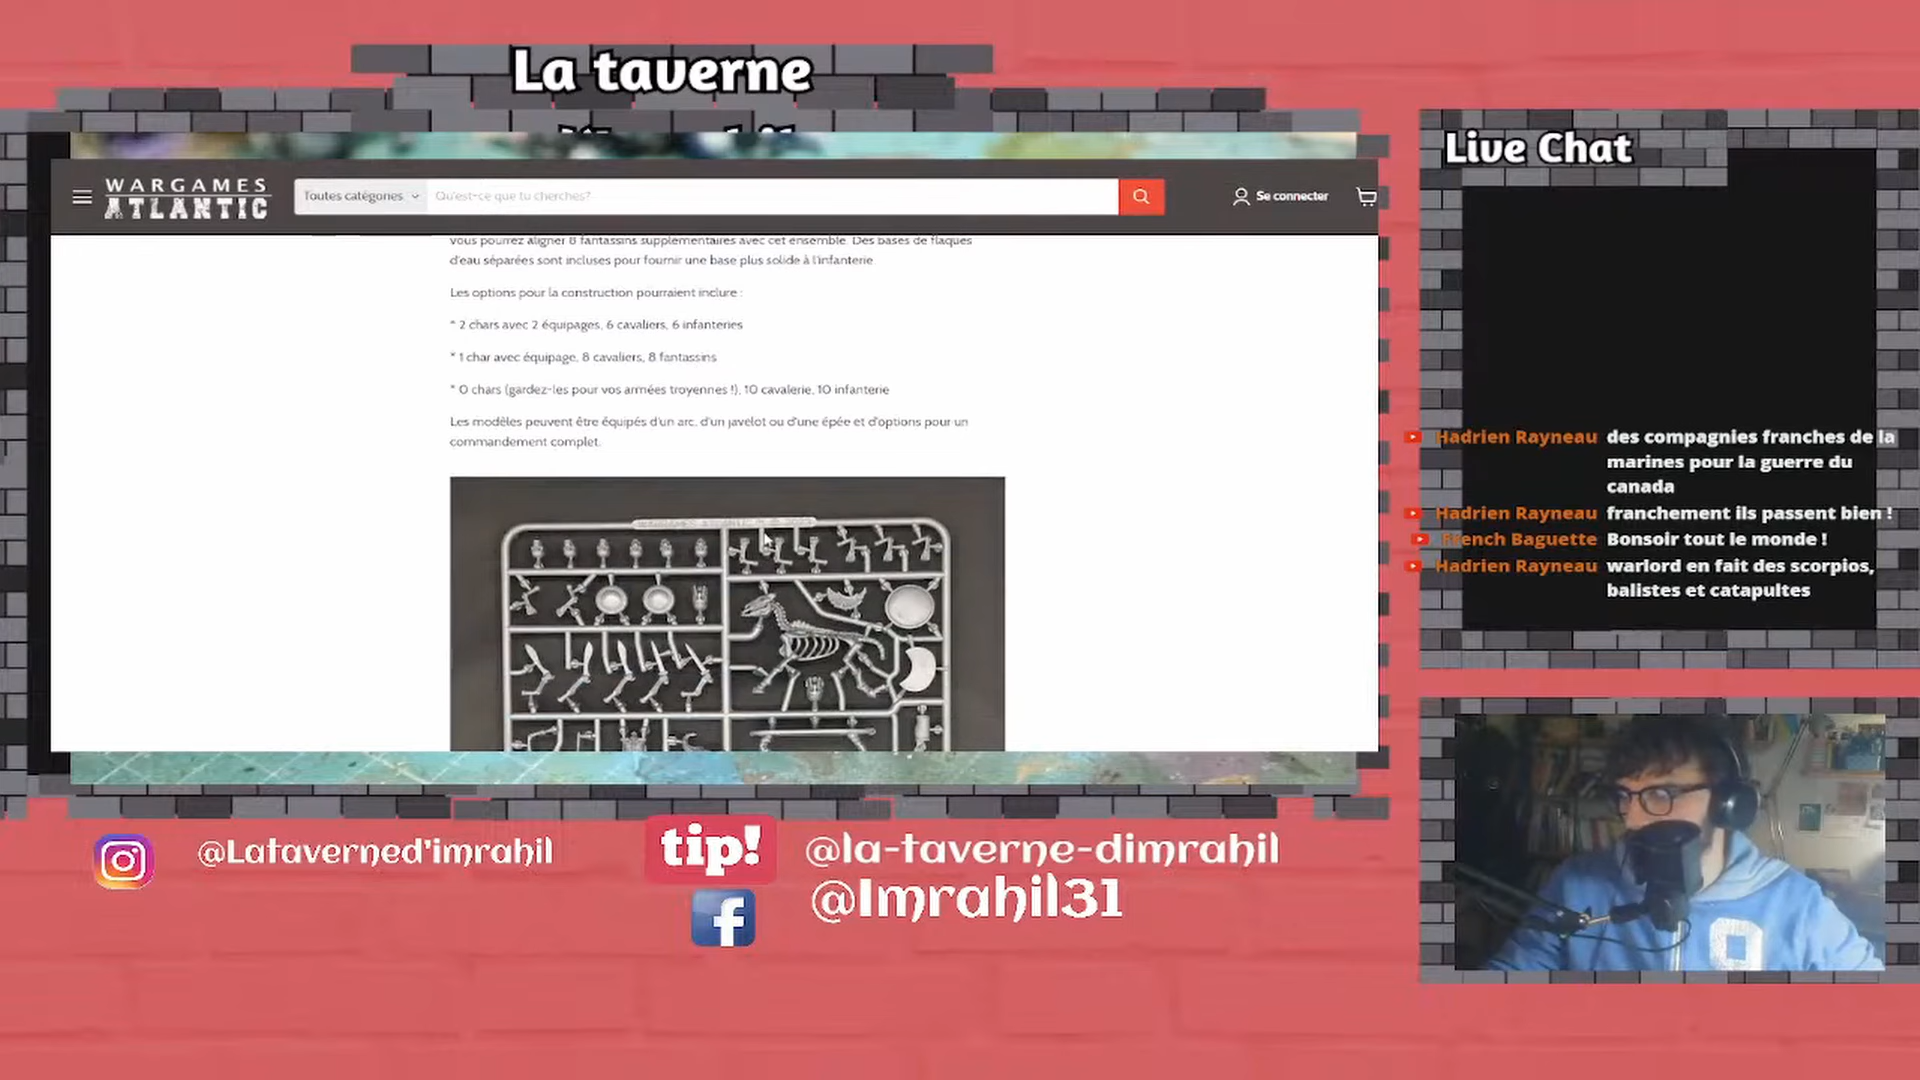 La taverne
WARGAMES
ATLANTIC
Toutes catégories
Qu'est-ce que tu cherches?
Se connecter
vous pourrez aligner 8 fantassins supplémentaires avec cet ensemble. Des bases de flaques
d'eau séparées sont incluses pour fournir une base plus solide à l'infanterie.
Les options pour la construction pourraient inclure :
* 2 chars avec 2 équipages, 6 cavaliers, 6 infanteries
* 1 char avec équipage, 8 cavaliers, 8 fantassins
* 0 chars (gardez-les pour vos armées troyennes !), 10 cavalerie, 10 infanterie
Les modèles peuvent être équipés d'un arc, d'un javelot ou d'une épée et d'options pour un
commandement complet.
Live Chat
Hadrien Rayneau des compagnies franches de la
marines pour la guerre du
canada
Hadrien Rayneau franchement ils passent bien !
French Baguette Bonsoir tout le monde !
Hadrien Rayneau warlord en fait des scorpios,
balistes et catapultes
@Lataverned'imrahil
tip!
@la-taverne-dimrahil
@Imrahil31